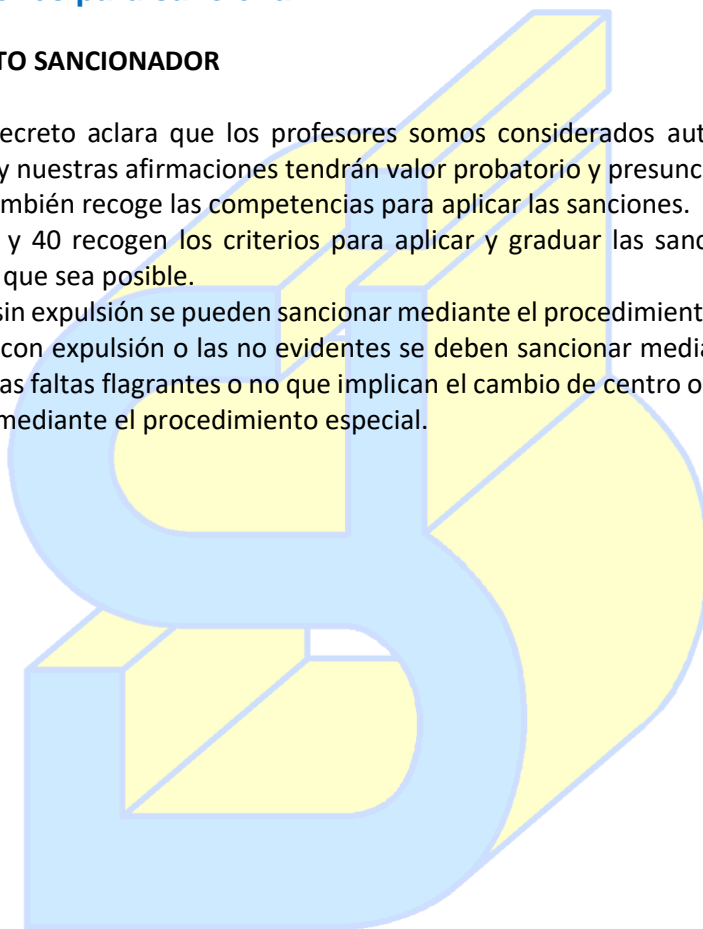 TO SANCIONADOR
ecreto aclara que los profesores somos considerados aut
y nuestras afirmaciones tendrán valor probatorio y presunc
ambién recoge las competencias para aplicar las sanciones.
y 40 recogen los criterios para aplicar y graduar las sanc
que sea posible.
sin expulsión se pueden sancionar mediante el procedimient
con expulsión o las no evidentes se deben sancionar media
as faltas flagrantes o no que implican el cambio de centro o
mediante el procedimiento especial.